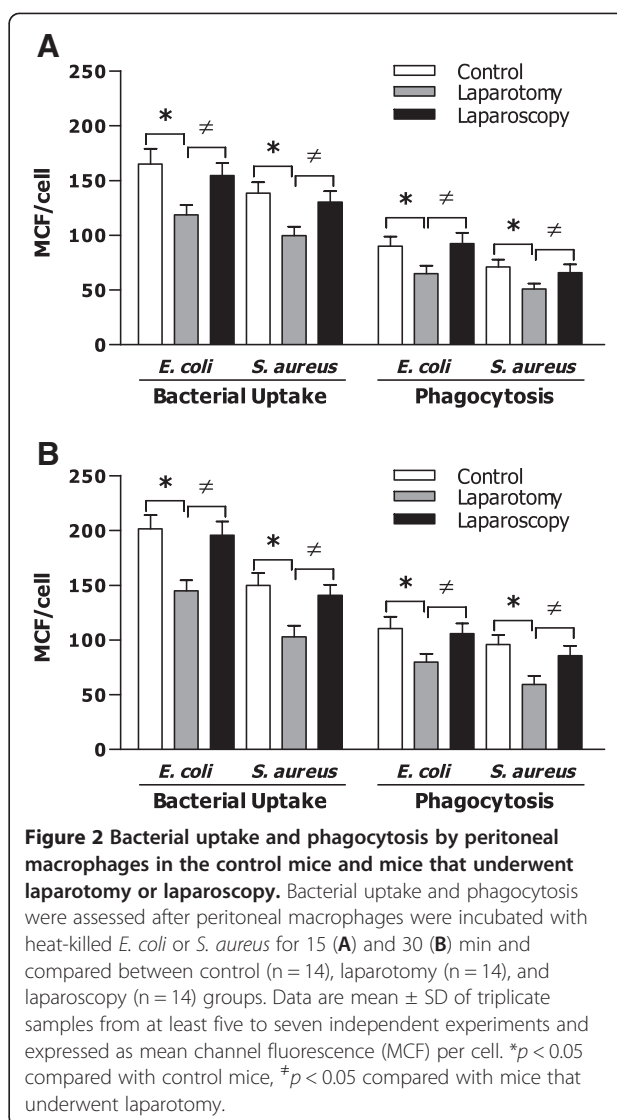 A
250
200
150
100
50
0
MCF/cell
Control
Laparotomy
Laparoscopy
* ≠ * ≠ * ≠ * ≠
E. coli S. aureus E. coli S. aureus
Bacterial Uptake Phagocytosis
B
250
200
150
100
50
0
MCF/cell
Control
Laparotomy
Laparoscopy
* ≠ * ≠ * ≠ * ≠
E. coli S. aureus E. coli S. aureus
Bacterial Uptake Phagocytosis
Figure 2 Bacterial uptake and phagocytosis by peritoneal
macrophages in the control mice and mice that underwent
laparotomy or laparoscopy. Bacterial uptake and phagocytosis
were assessed after peritoneal macrophages were incubated with
heat-killed E. coli or S. aureus for 15 (A) and 30 (B) min and
compared between control (n = 14), laparotomy (n = 14), and
laparoscopy (n = 14) groups. Data are mean ± SD of triplicate
samples from at least five to seven independent experiments and
expressed as mean channel fluorescence (MCF) per cell. *p < 0.05
compared with control mice, ≠p < 0.05 compared with mice that
underwent laparotomy.